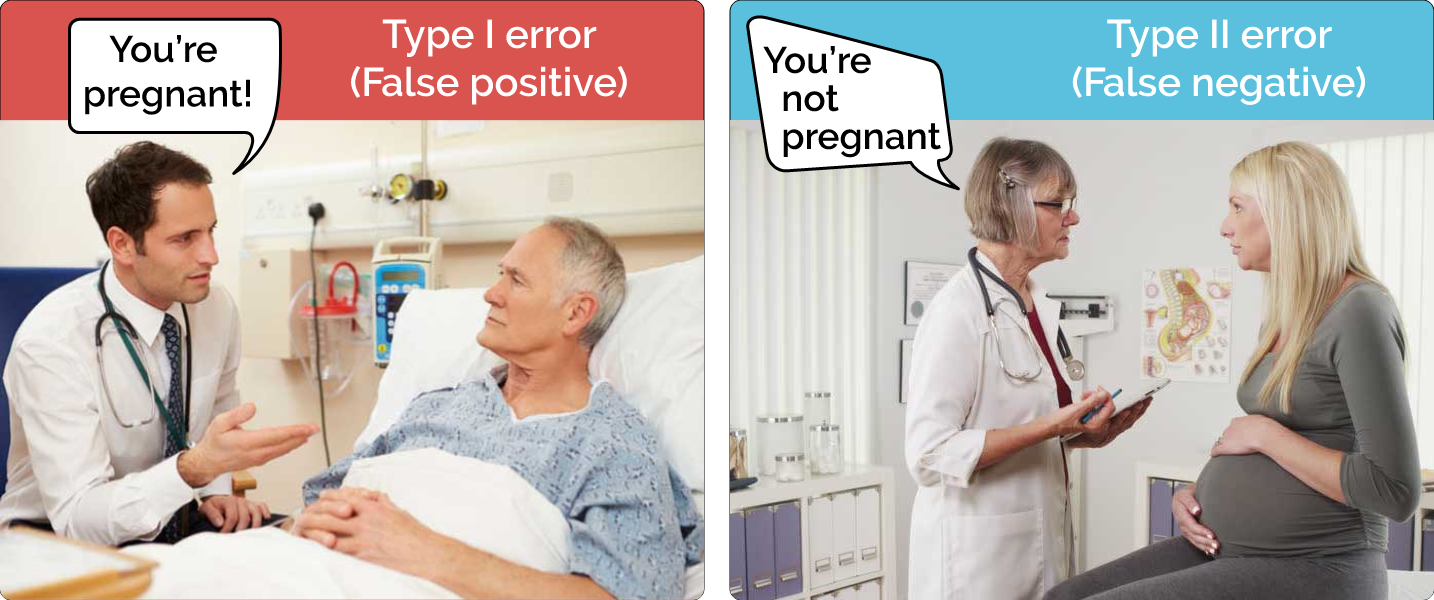 You're
pregnant!
Type I error
(False positive)
You're
not
pregnant
Type II error
(False negative)